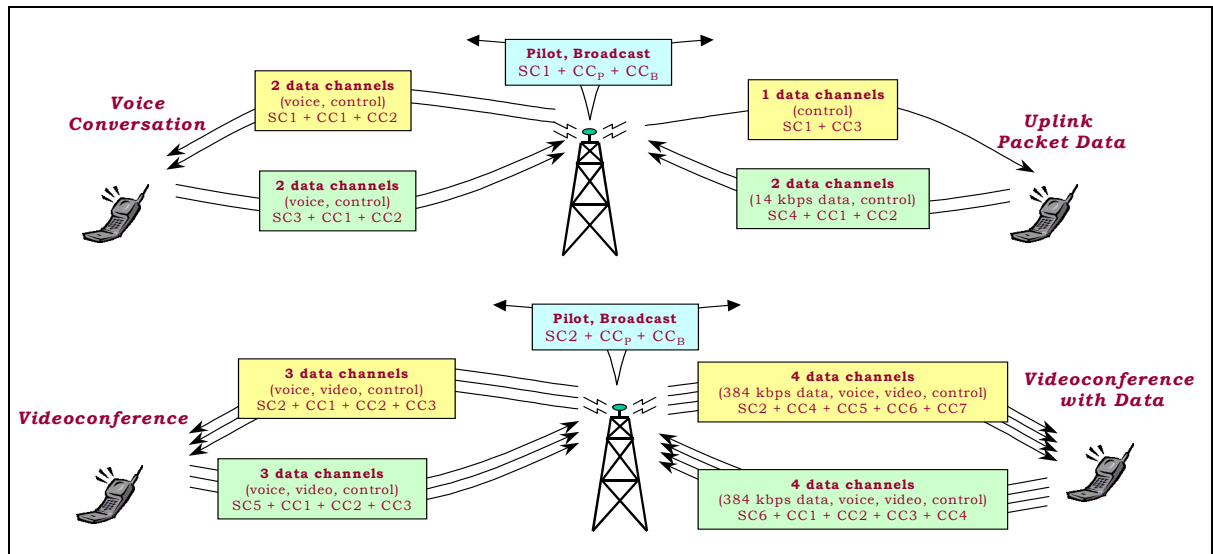 Pilot, Broadcast
SC1 + CCP + CCB
2 data channels
(voice, control)
SC1 + CC1 + CC2
1 data channels
(control)
SC1 + CC3
Voice
Conversation
Uplink
Packet Data
2 data channels
(voice, control)
SC3 + CC1 + CC2
2 data channels
(14 kbps data, control)
SC4 + CC1 + CC2
Pilot, Broadcast
SC2 + CCP + CCB
3 data channels
(voice, video, control)
SC2 + CC1 + CC2 + CC3
4 data channels
(384 kbps data, voice, video, control)
SC2 + CC4 + CC5 + CC6 + CC7
Videoconference
Videoconference
with Data
3 data channels
(voice, video, control)
SC5 + CC1 + CC2 + CC3
4 data channels
(384 kbps data, voice, video, control)
SC6 + CC1 + CC2 + CC3 + CC4